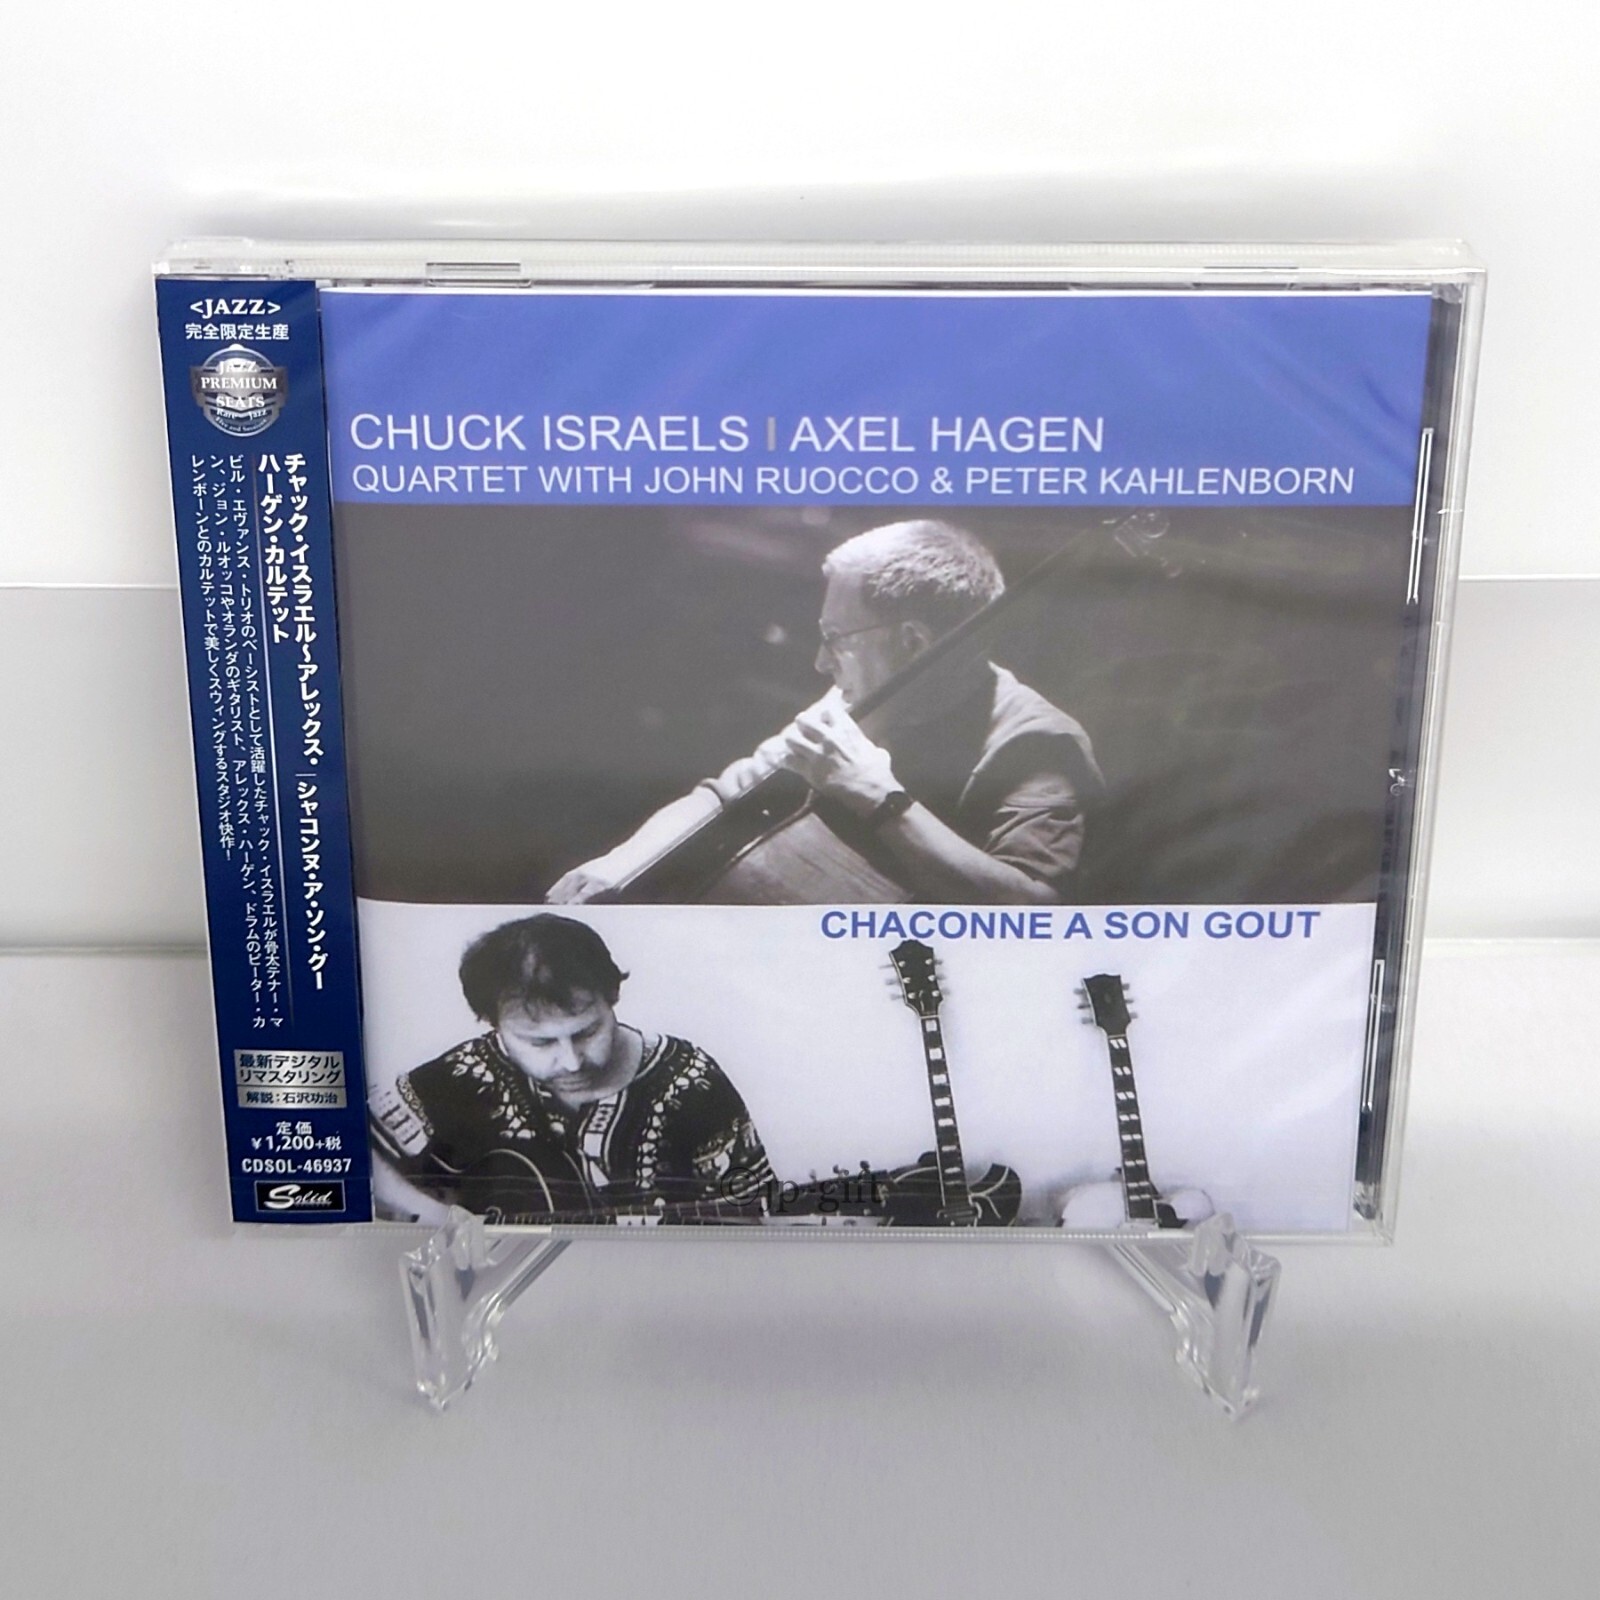 <JAZZ>
完全限定生産
JAZZ
PREMIUM
SEATS
Rare Jazz
チャック・イスラエル〜アレックス・
ハーゲン・カルテット
シャコンヌ・ア・ソン・グー
ビル・エヴァンス・トリオのベーシストとして活躍したチャック・イスラエルが骨太テナー・マ
ン、ジョン・ルオッコやオランダのギタリスト、アレックス・ハーゲン、ドラムのピーター・カ
レンボーンとのカルテットで美しくスウィングするスタジオ快作！
最新デジタル
リマスタリング
解説：石沢功治
定価
¥1,200+税
CDSOL-46937
Solid
CHUCK ISRAELS | AXEL HAGEN
QUARTET WITH JOHN RUOCCO & PETER KAHLENBORN
CHACONNE A SON GOUT
©jp-gift